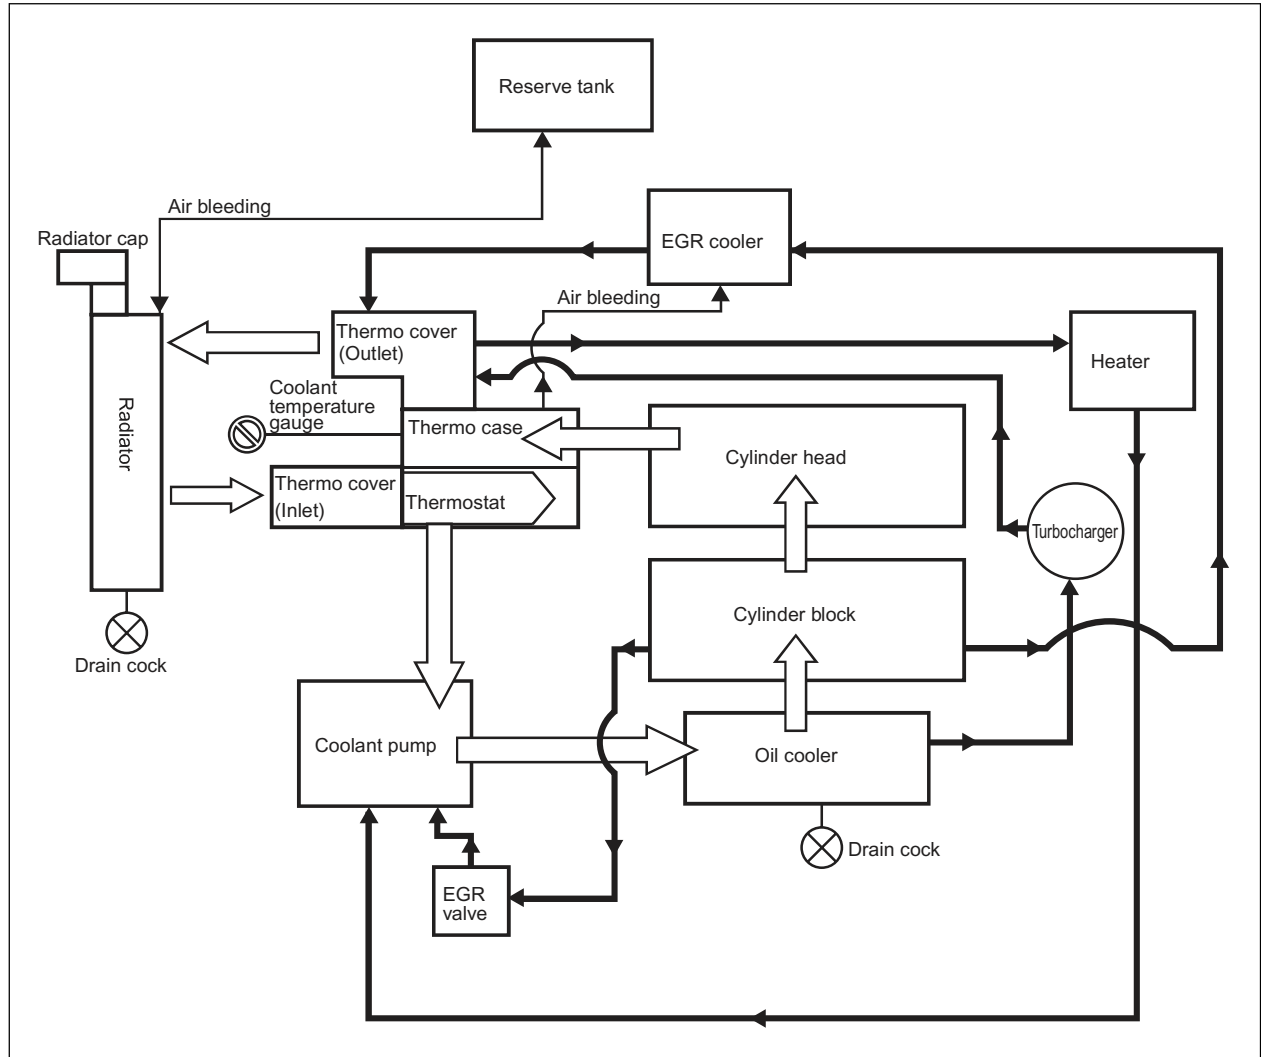 Reserve tank
Air bleeding
Radiator cap
EGR cooler
Air bleeding
Thermo cover
(Outlet)
Heater
Coolant
temperature
gauge
Radiator
Thermo case
Cylinder head
Thermo cover
(Inlet)
Thermostat
Turbocharger
Cylinder block
Drain cock
Coolant pump
Oil cooler
Drain cock
EGR
valve